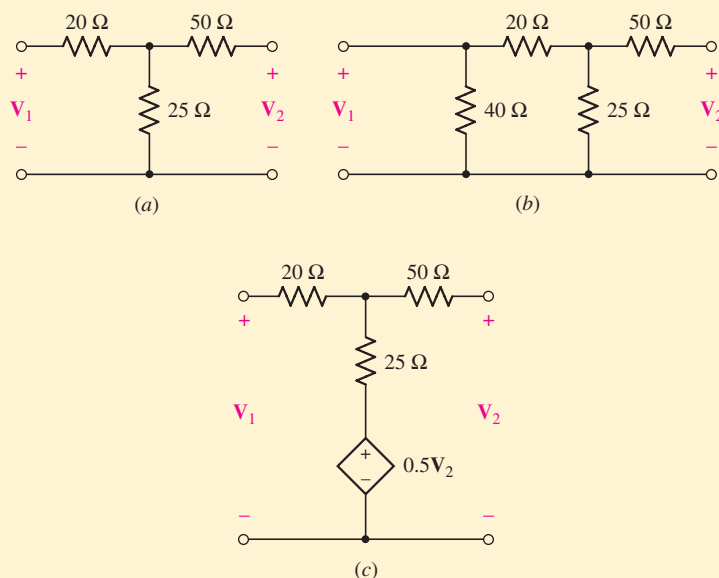 20 Ω 50 Ω
+ +
V1 25 Ω V2
– –
(a)
20 Ω 50 Ω
+ +
V1 40 Ω 25 Ω V2
– –
(b)
20 Ω 50 Ω
+ +
25 Ω
V1 V2
+
– 0.5V2
– –
(c)